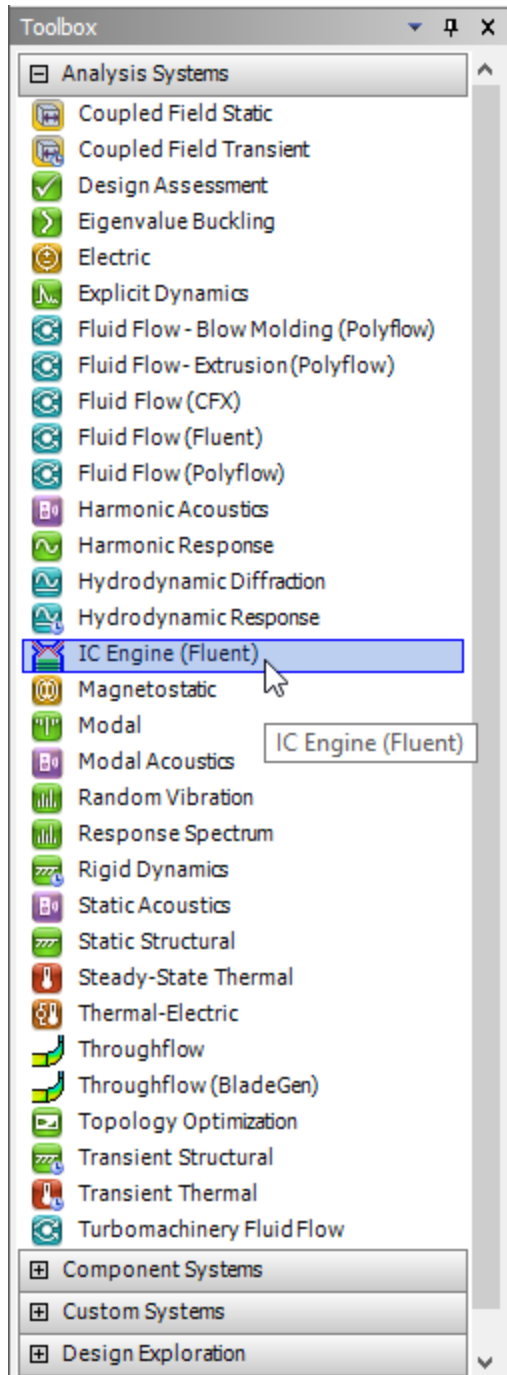 Toolbox
Analysis Systems
Coupled Field Static
Coupled Field Transient
Design Assessment
Eigenvalue Buckling
Electric
Explicit Dynamics
Fluid Flow - Blow Molding (Polyflow)
Fluid Flow - Extrusion (Polyflow)
Fluid Flow (CFX)
Fluid Flow (Fluent)
Fluid Flow (Polyflow)
Harmonic Acoustics
Harmonic Response
Hydrodynamic Diffraction
Hydrodynamic Response
IC Engine (Fluent)
Magnetostatic
Modal
IC Engine (Fluent)
Modal Acoustics
Random Vibration
Response Spectrum
Rigid Dynamics
Static Acoustics
Static Structural
Steady-State Thermal
Thermal-Electric
Throughflow
Throughflow (BladeGen)
Topology Optimization
Transient Structural
Transient Thermal
Turbomachinery Fluid Flow
Component Systems
Custom Systems
Design Exploration